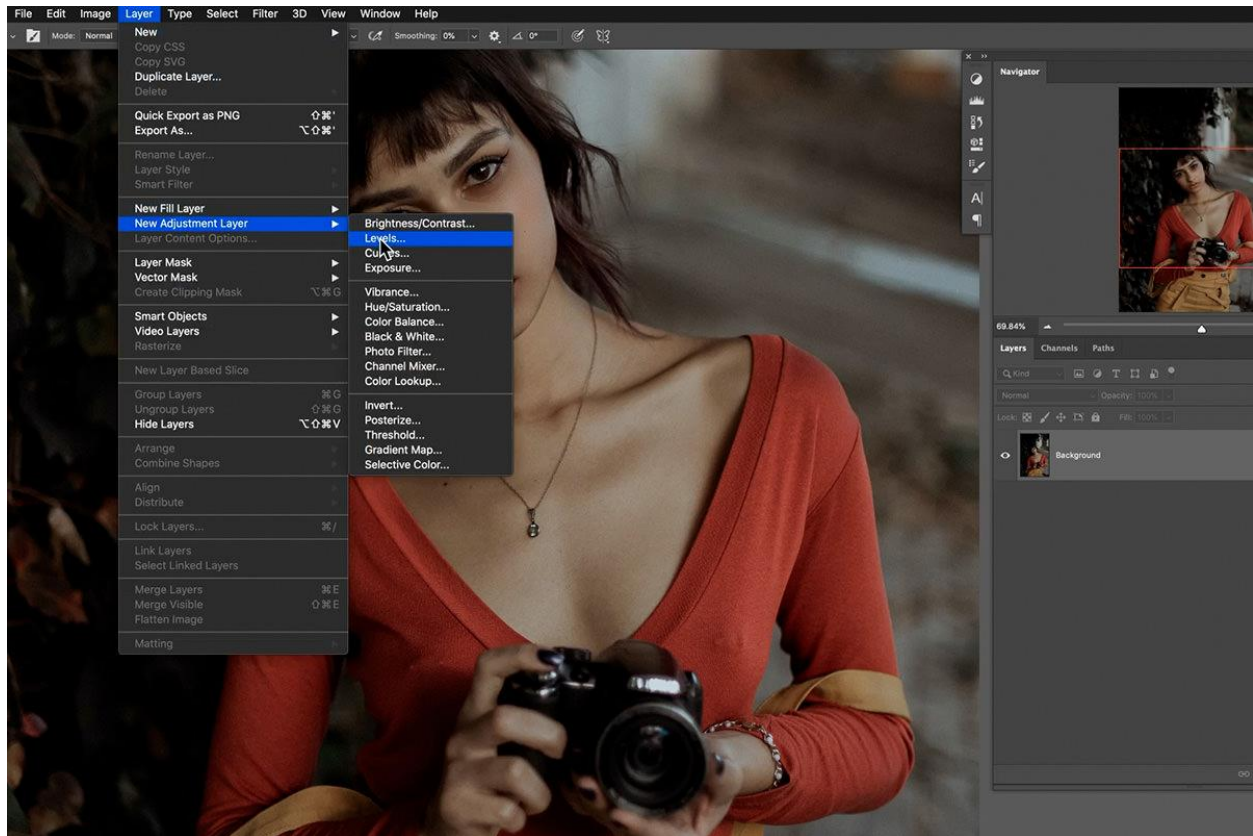 File Edit Image Layer Type Select Filter 3D View Window Help
Mode: Normal
Smoothing: 0%
0°
New
Copy CSS
Copy SVG
Duplicate Layer...
Delete
Quick Export as PNG ⇧⌘'
Export As... ⌥⇧⌘'
Rename Layer...
Layer Style
Smart Filter
New Fill Layer
New Adjustment Layer
Layer Content Options...
Layer Mask
Vector Mask
Create Clipping Mask ⌥⌘G
Smart Objects
Video Layers
Rasterize
New Layer Based Slice
Group Layers ⌘G
Ungroup Layers ⇧⌘G
Hide Layers ⌥⇧⌘V
Arrange
Combine Shapes
Align
Distribute
Lock Layers... ⌘/
Link Layers
Select Linked Layers
Merge Layers ⌘E
Merge Visible ⇧⌘E
Flatten Image
Matting
Brightness/Contrast...
Levels...
Curves...
Exposure...
Vibrance...
Hue/Saturation...
Color Balance...
Black & White...
Photo Filter...
Channel Mixer...
Color Lookup...
Invert...
Posterize...
Threshold...
Gradient Map...
Selective Color...
Navigator
69.84%
Layers Channels Paths
Kind
Normal Opacity: 100%
Lock: Fill: 100%
Background